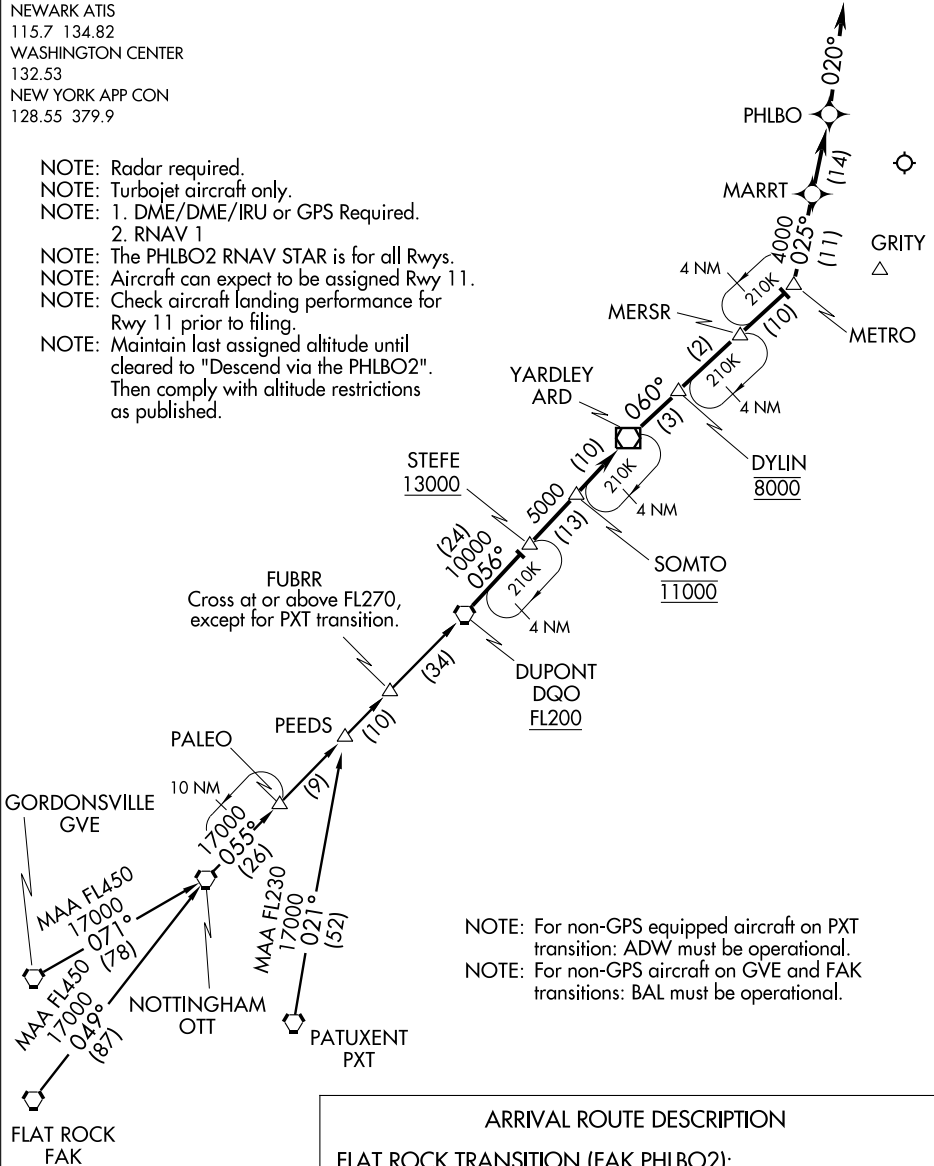 NEWARK ATIS
115.7 134.82
WASHINGTON CENTER
132.53
NEW YORK APP CON
128.55 379.9
NOTE: Radar required.
NOTE: Turbojet aircraft only.
NOTE: 1. DME/DME/IRU or GPS Required.
2. RNAV 1
NOTE: The PHLBO2 RNAV STAR is for all Rwys.
NOTE: Aircraft can expect to be assigned Rwy 11.
NOTE: Check aircraft landing performance for
Rwy 11 prior to filing.
NOTE: Maintain last assigned altitude until
cleared to "Descend via the PHLBO2".
Then comply with altitude restrictions
as published.
020°
PHLBO
(14)
MARRT
4000
025°
(11)
GRITY
4 NM
210K
METRO
MERSR
(10)
(2)
210K
4 NM
YARDLEY
ARD
060°
(3)
DYLIN
8000
STEFE
13000
(10)
210K
4 NM
5000
(13)
SOMTO
11000
(24)
10000
056°
210K
4 NM
FUBRR
Cross at or above FL270,
except for PXT transition.
(34)
DUPONT
DQO
FL200
PEEDS
(10)
PALEO
(9)
10 NM
17000
055°
(26)
GORDONSVILLE
GVE
MAA FL450
17000
071°
(78)
MAA FL450
17000
049°
(87)
NOTTINGHAM
OTT
MAA FL230
17000
021°
(52)
PATUXENT
PXT
FLAT ROCK
FAK
NOTE: For non-GPS equipped aircraft on PXT
transition: ADW must be operational.
NOTE: For non-GPS aircraft on GVE and FAK
transitions: BAL must be operational.
ARRIVAL ROUTE DESCRIPTION
FLAT ROCK TRANSITION (FAK.PHLBO2):